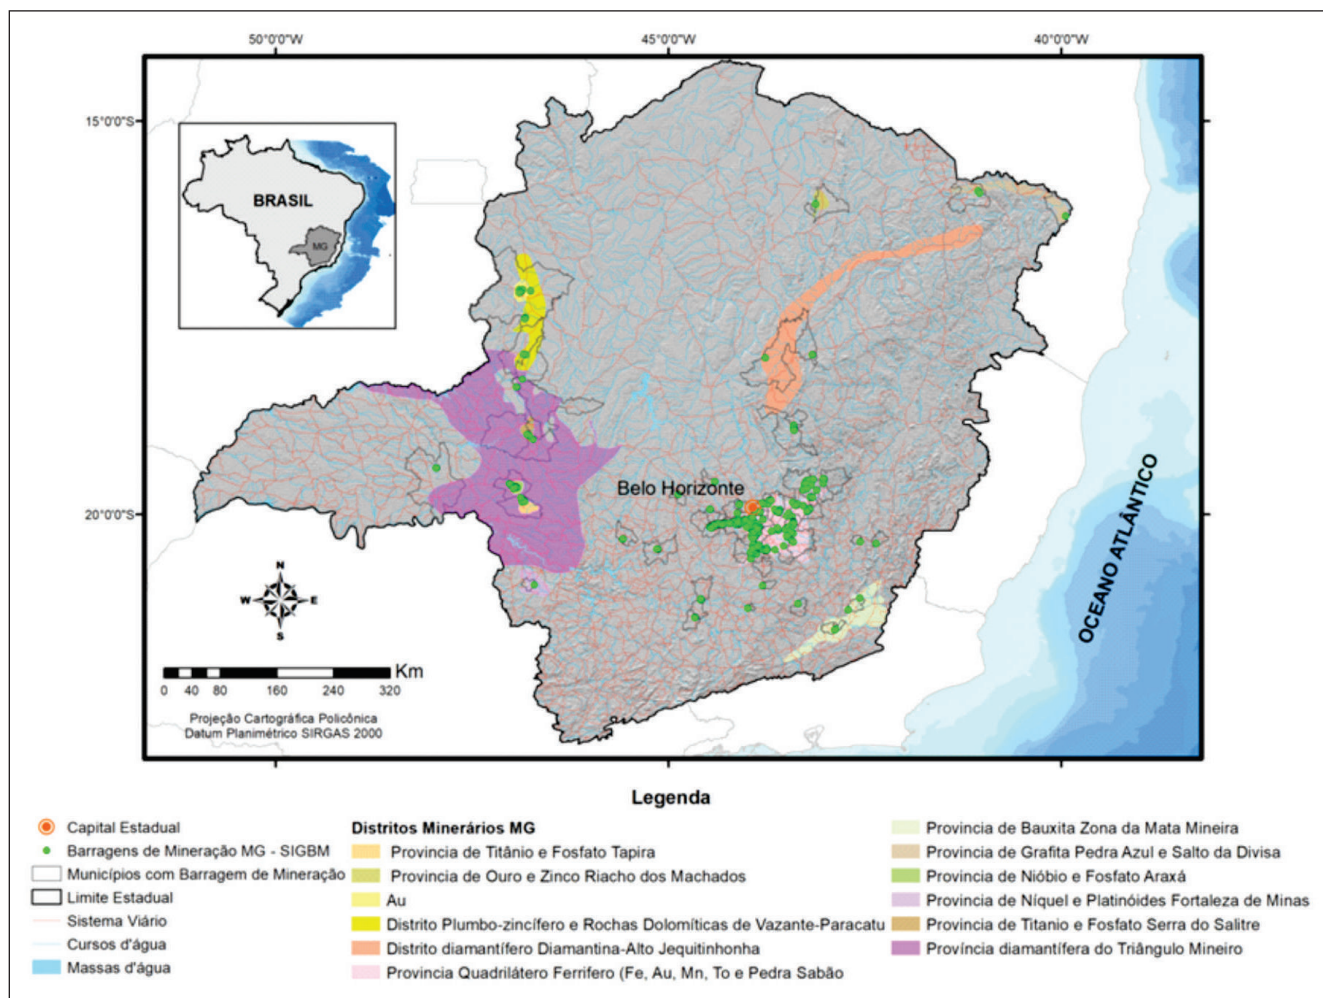 50°0'0"W 45°0'0"W 40°0'0"W
15°0'0"S
BRASIL
MG
Belo Horizonte
20°0'0"S
OCEANO ATLÂNTICO
N
W E
S
Km
0 40 80 160 240 320
Projeção Cartográfica Policônica
Datum Planimétrico SIRGAS 2000
Legenda
Capital Estadual
Barragens de Mineração MG - SIGBM
Municípios com Barragem de Mineração
Limite Estadual
Sistema Viário
Cursos d'água
Massas d'água
Distritos Minerários MG
Provincia de Titânio e Fosfato Tapira
Provincia de Ouro e Zinco Riacho dos Machados
Au
Distrito Plumbo-zincífero e Rochas Dolomíticas de Vazante-Paracatu
Distrito diamantífero Diamantina-Alto Jequitinhonha
Provincia Quadrilátero Ferrifero (Fe, Au, Mn, To e Pedra Sabão
Provincia de Bauxita Zona da Mata Mineira
Provincia de Grafita Pedra Azul e Salto da Divisa
Provincia de Nióbio e Fosfato Araxá
Provincia de Níquel e Platinóides Fortaleza de Minas
Provincia de Titanio e Fosfato Serra do Salitre
Província diamantífera do Triângulo Mineiro